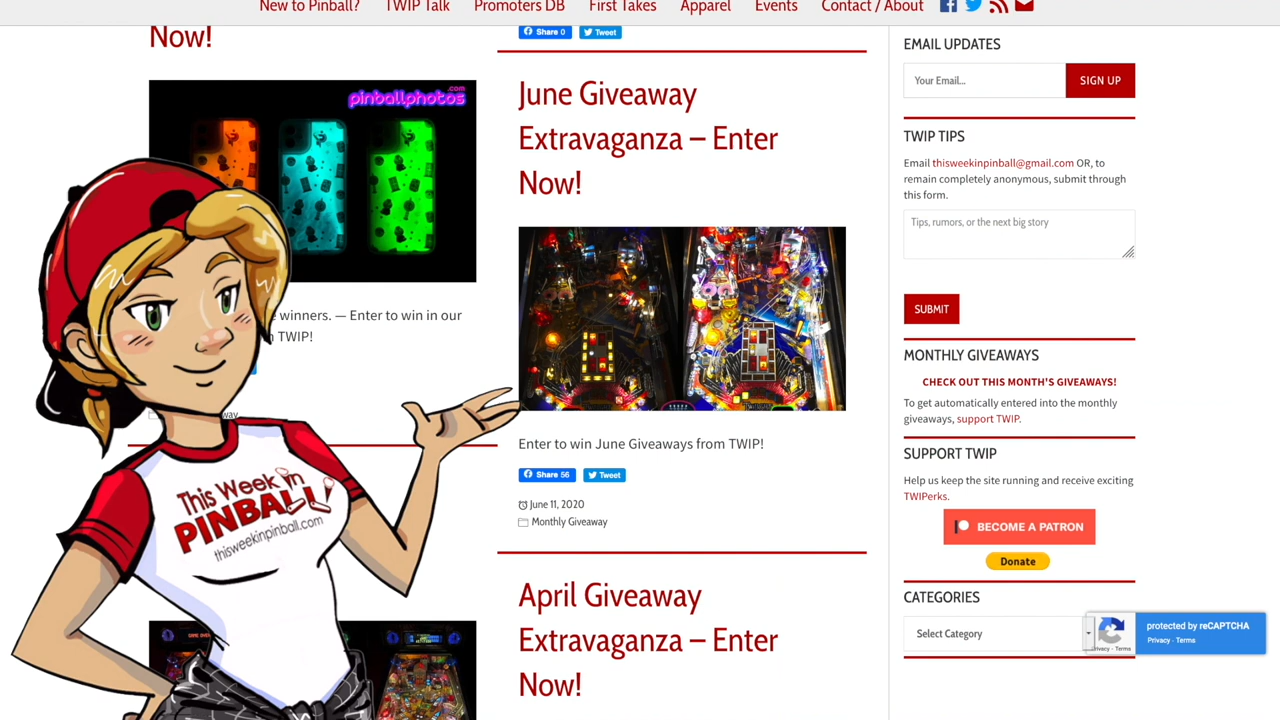 New to Pinball? TWIP Talk Promoters DB First Takes Apparel Events Contact / About
Now!
pinballphotos
.com
winners. — Enter to win in our
TWIP!
This Week in
PINBALL
thisweekinpinball.com
Share 0 Tweet
June Giveaway
Extravaganza – Enter
Now!
Enter to win June Giveaways from TWIP!
Share 56 Tweet
June 11, 2020
Monthly Giveaway
April Giveaway
Extravaganza – Enter
Now!
EMAIL UPDATES
Your Email... SIGN UP
TWIP TIPS
Email thisweekinpinball@gmail.com OR, to
remain completely anonymous, submit through
this form.
Tips, rumors, or the next big story
SUBMIT
MONTHLY GIVEAWAYS
CHECK OUT THIS MONTH'S GIVEAWAYS!
To get automatically entered into the monthly
giveaways, support TWIP.
SUPPORT TWIP
Help us keep the site running and receive exciting
TWIPerks.
BECOME A PATRON
Donate
CATEGORIES
Select Category
protected by reCAPTCHA
Privacy - Terms
Privacy - Terms